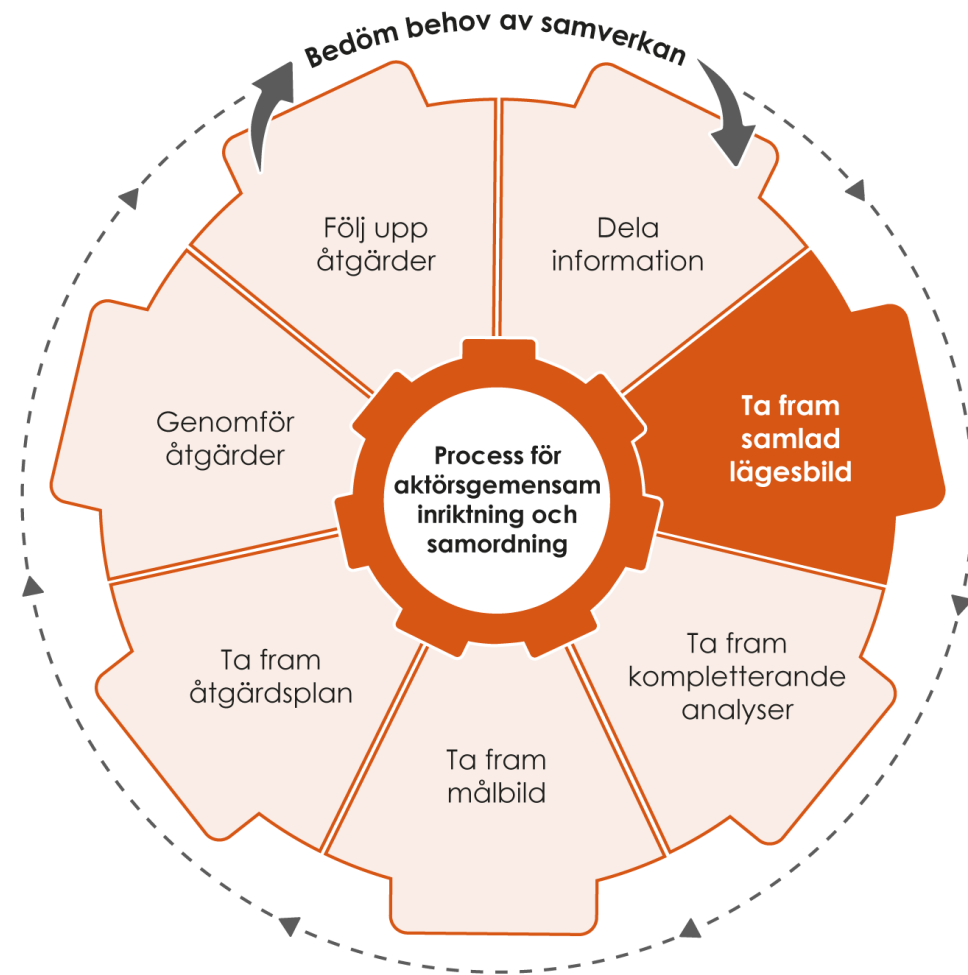 Bedöm behov av samverkan
Följ upp
åtgärder
Dela
information
Ta fram
samlad
lägesbild
Genomför
åtgärder
Process för
aktörsgemensam
inriktning och
samordning
Ta fram
kompletterande
analyser
Ta fram
åtgärdsplan
Ta fram
målbild